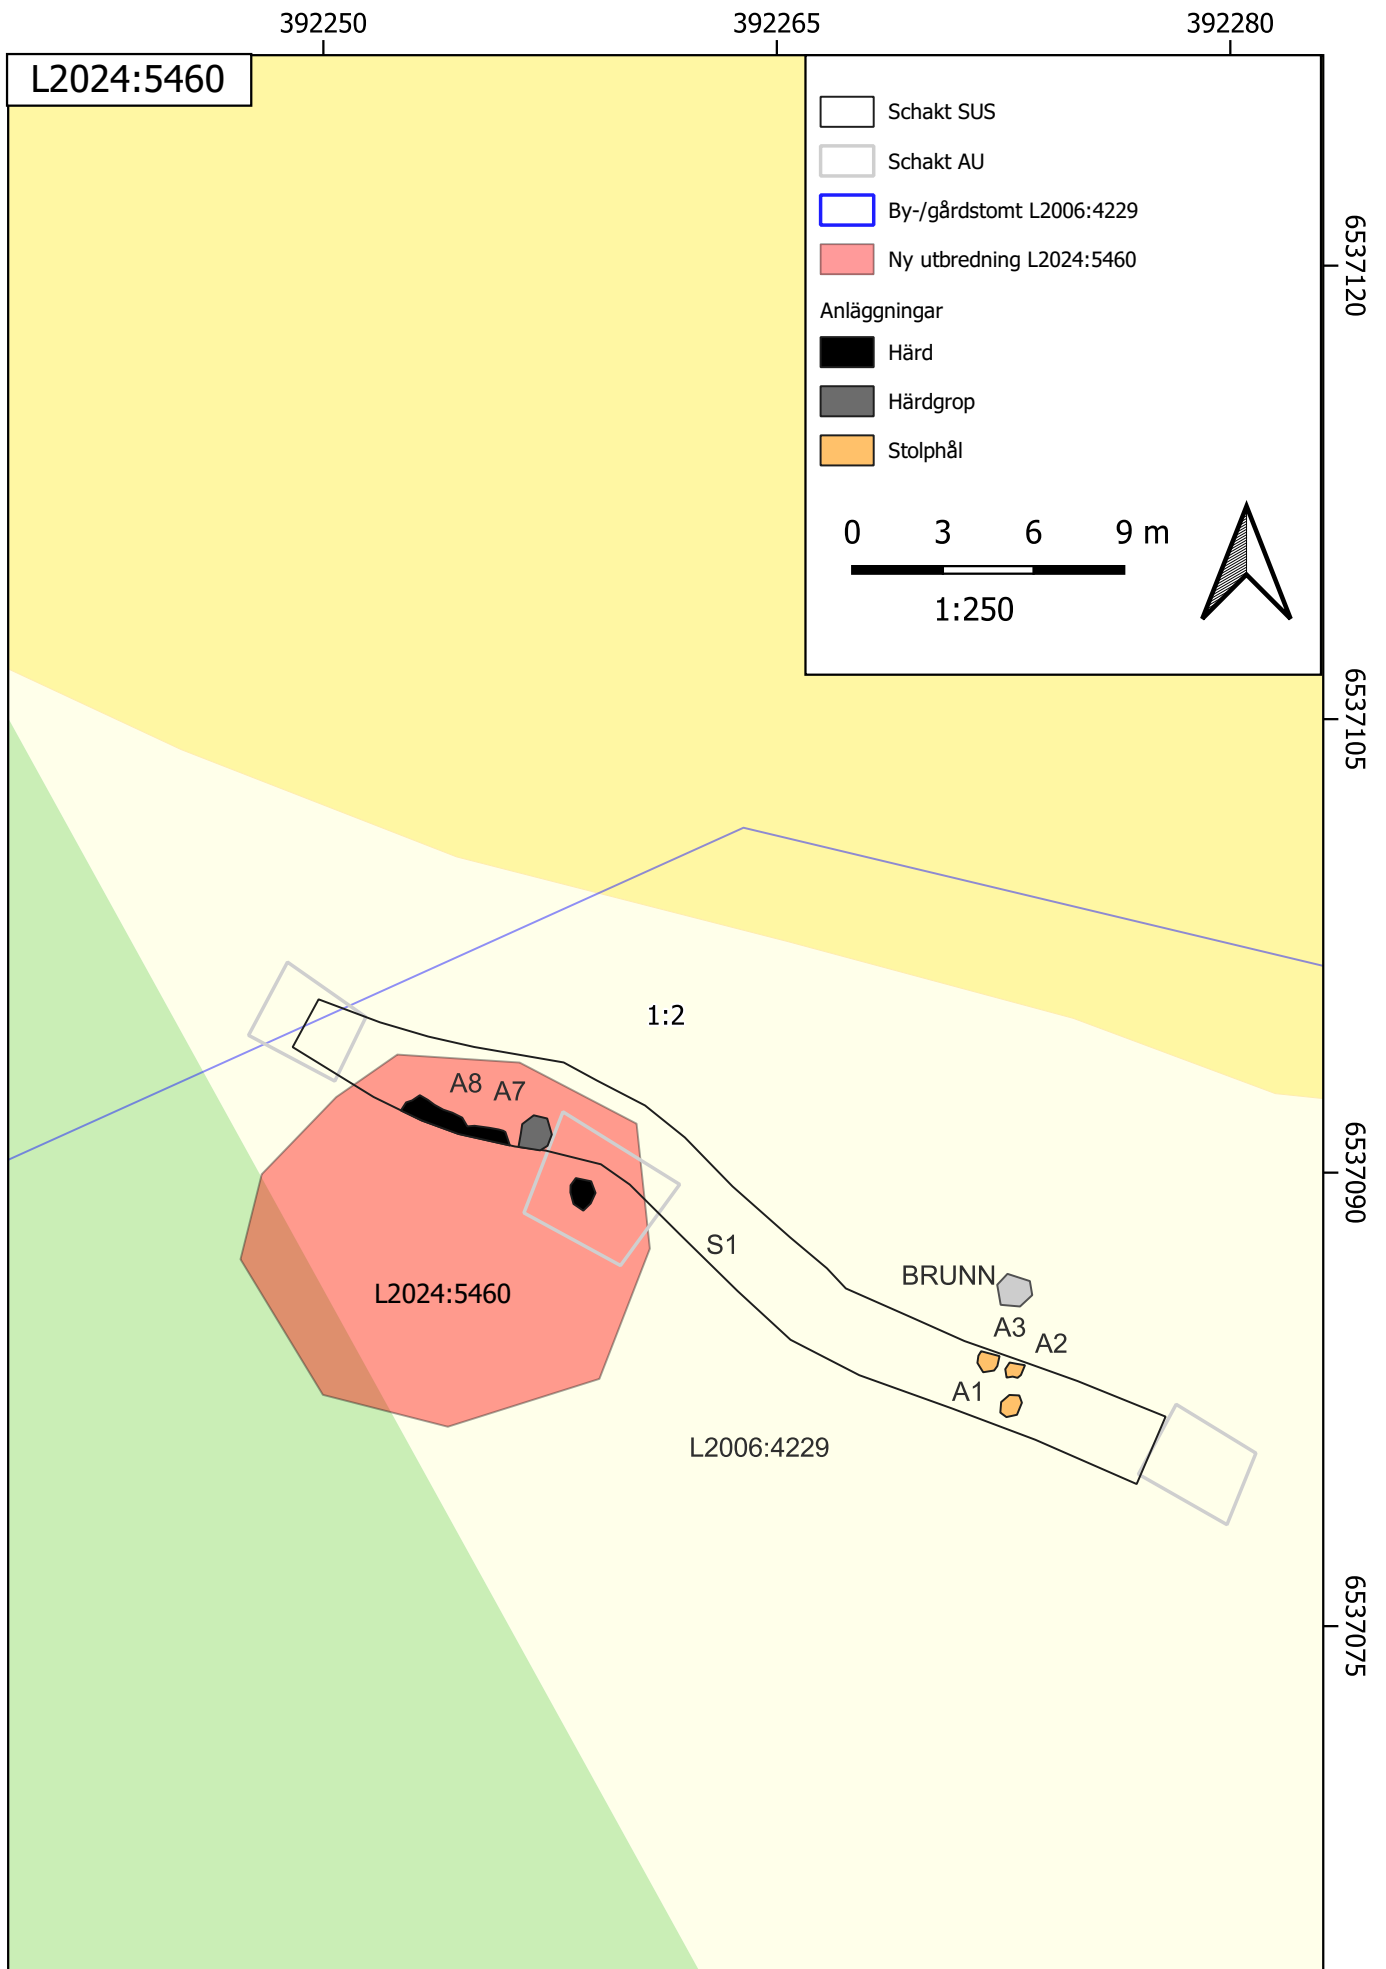 392250 392265 392280
L2024:5460
Schakt SUS
Schakt AU
By-/gårdstomt L2006:4229
Ny utbredning L2024:5460
Anläggningar
Härd
Härdgrop
Stolphål
0 3 6 9 m
1:250
6537120
6537105
6537090
6537075
1:2
A8 A7
S1
BRUNN
L2024:5460
A3 A2
A1
L2006:4229